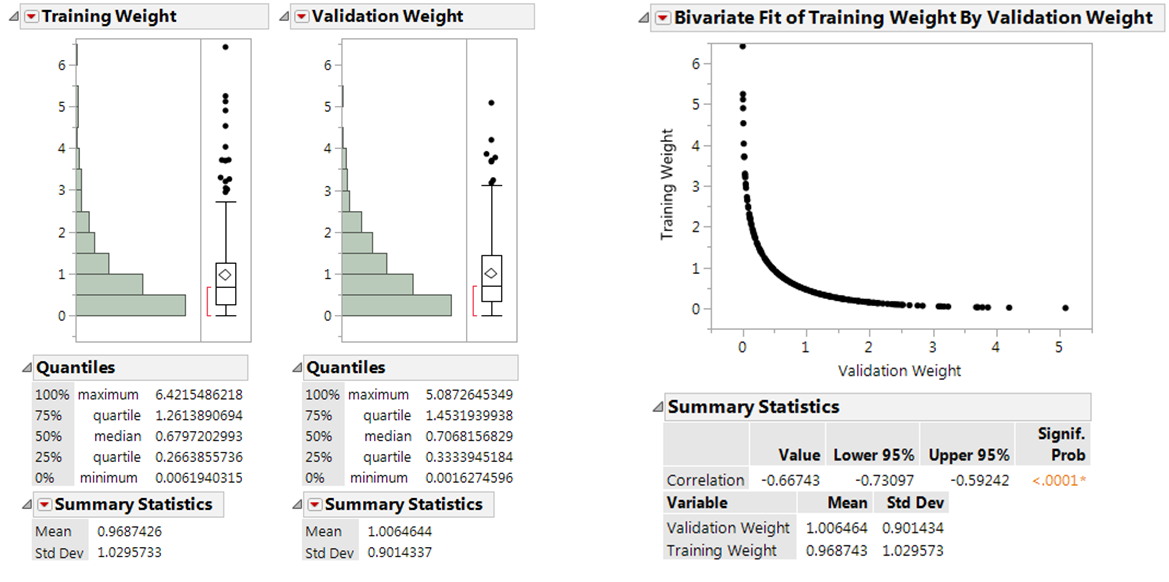 Training Weight
6
5
4
3
2
1
0
Quantiles
100% maximum 6.4215486218
75% quartile 1.2613890694
50% median 0.6797202993
25% quartile 0.2663855736
0% minimum 0.0061940315
Summary Statistics
Mean 0.9687426
Std Dev 1.0295733
Validation Weight
6
5
4
3
2
1
0
Quantiles
100% maximum 5.0872645349
75% quartile 1.4531939938
50% median 0.7068156829
25% quartile 0.3333945184
0% minimum 0.0016274596
Summary Statistics
Mean 1.0064644
Std Dev 0.9014337
Bivariate Fit of Training Weight By Validation Weight
Training Weight
6
5
4
3
2
1
0
0 1 2 3 4 5
Validation Weight
Summary Statistics
Signif.
Value Lower 95% Upper 95% Prob
Correlation -0.66743 -0.73097 -0.59242 <.0001*
Variable Mean Std Dev
Validation Weight 1.006464 0.901434
Training Weight 0.968743 1.029573